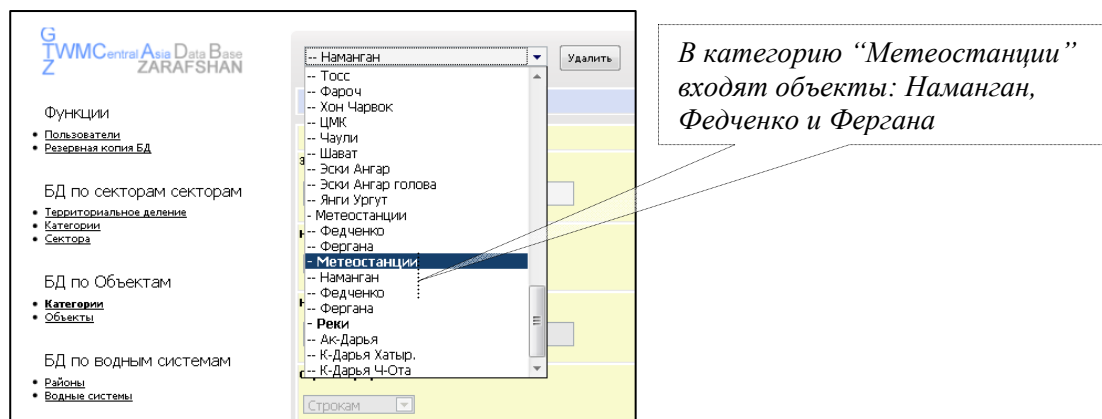 G
TWMCentral Asia Data Base
Z ZARAFSHAN
Функции
• Пользователи
• Резервная копия БД
БД по секторам секторам
• Территориальное деление
• Категории
• Сектора
БД по Объектам
• Категории
• Объекты
БД по водным системам
• Районы
• Водные системы
-- Наманган
Удалить
-- Тосс
-- Фароч
-- Хон Чарвок
-- ЦМК
-- Чаули
-- Шават
-- Эски Ангар
-- Эски Ангар голова
-- Янги Ургут
- Метеостанции
-- Федченко
-- Фергана
- Метеостанции
-- Наманган
-- Федченко
-- Фергана
- Реки
-- Ак-Дарья
-- К-Дарья Хатыр.
-- К-Дарья Ч-Ота
Строкам
В категорию “Метеостанции”
входят объекты: Наманган,
Федченко и Фергана